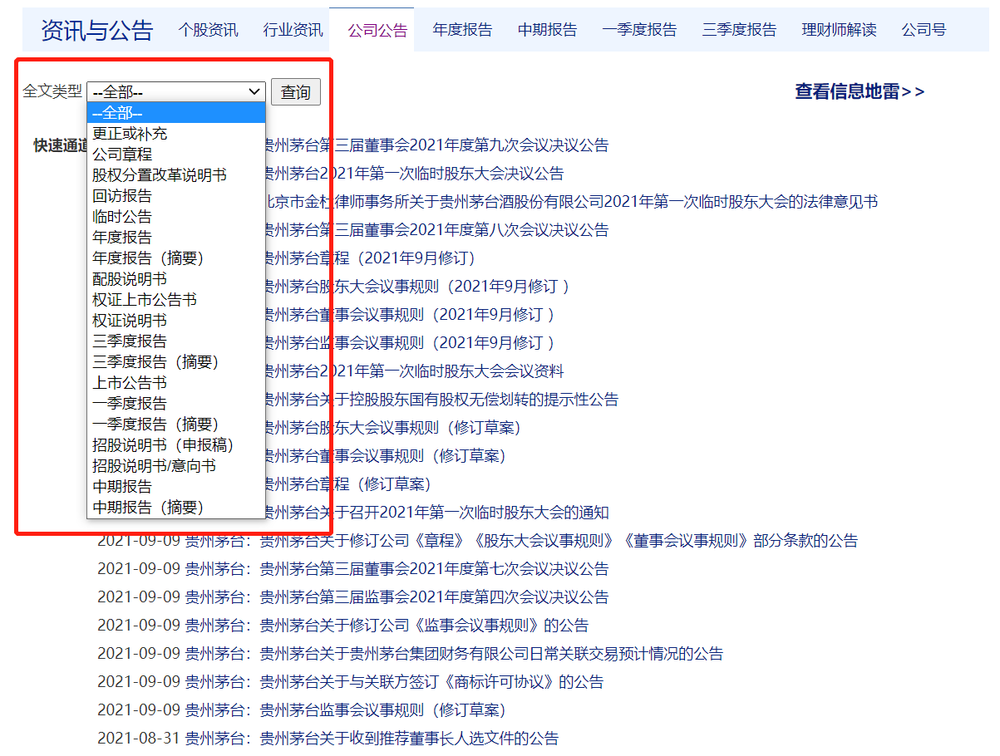 资讯与公告 个股资讯 行业资讯 公司公告 年度报告 中期报告 一季度报告 三季度报告 理财师解读 公司号
全文类型 --全部-- 查询 查看信息地雷>>
--全部--
更正或补充
公司章程
股权分置改革说明书
回访报告
临时公告
年度报告
年度报告（摘要）
配股说明书
权证上市公告书
权证说明书
三季度报告
三季度报告（摘要）
上市公告书
一季度报告
一季度报告（摘要）
招股说明书（申报稿）
招股说明书/意向书
中期报告
中期报告（摘要）
快速通道
贵州茅台第三届董事会2021年度第九次会议决议公告
贵州茅台2021年第一次临时股东大会决议公告
北京市金杜律师事务所关于贵州茅台酒股份有限公司2021年第一次临时股东大会的法律意见书
贵州茅台第三届董事会2021年度第八次会议决议公告
贵州茅台章程（2021年9月修订）
贵州茅台股东大会议事规则（2021年9月修订 ）
贵州茅台董事会议事规则（2021年9月修订 ）
贵州茅台监事会议事规则（2021年9月修订 ）
贵州茅台2021年第一次临时股东大会会议资料
贵州茅台关于控股股东国有股权无偿划转的提示性公告
贵州茅台股东大会议事规则（修订草案）
贵州茅台董事会议事规则（修订草案）
贵州茅台章程（修订草案）
贵州茅台关于召开2021年第一次临时股东大会的通知
2021-09-09 贵州茅台：贵州茅台关于修订公司《章程》《股东大会议事规则》《董事会议事规则》部分条款的公告
2021-09-09 贵州茅台：贵州茅台第三届董事会2021年度第七次会议决议公告
2021-09-09 贵州茅台：贵州茅台第三届监事会2021年度第四次会议决议公告
2021-09-09 贵州茅台：贵州茅台关于修订公司《监事会议事规则》的公告
2021-09-09 贵州茅台：贵州茅台关于贵州茅台集团财务有限公司日常关联交易预计情况的公告
2021-09-09 贵州茅台：贵州茅台关于与关联方签订《商标许可协议》的公告
2021-09-09 贵州茅台：贵州茅台监事会议事规则（修订草案）
2021-08-31 贵州茅台：贵州茅台关于收到推荐董事长人选文件的公告